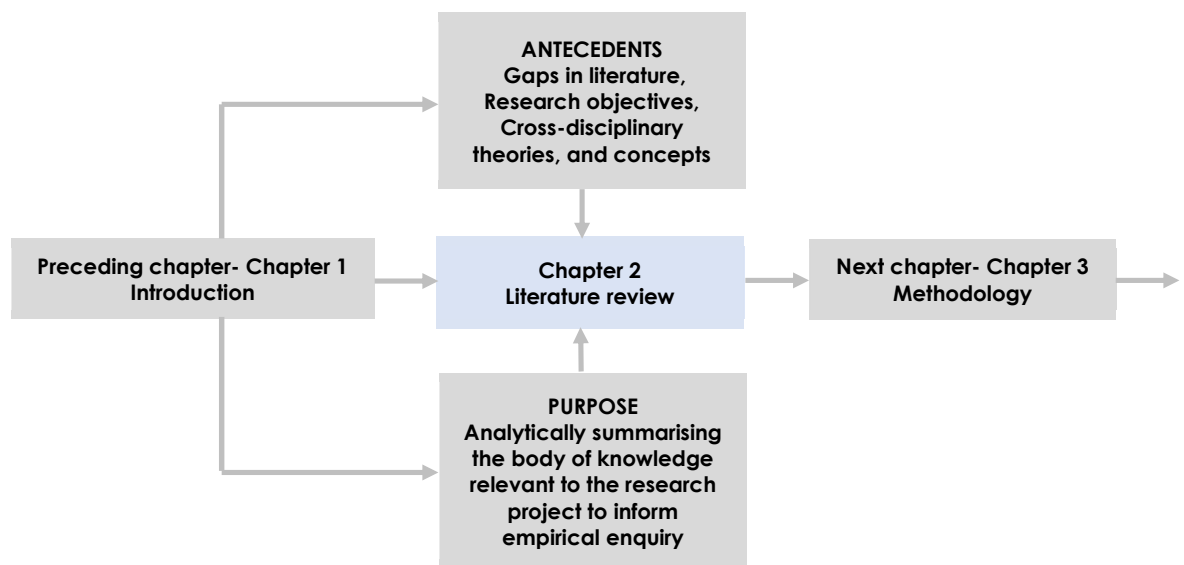 ANTECEDENTS
Gaps in literature,
Research objectives,
Cross-disciplinary
theories, and concepts
Preceding chapter- Chapter 1
Introduction
Chapter 2
Literature review
Next chapter- Chapter 3
Methodology
PURPOSE
Analytically summarising
the body of knowledge
relevant to the research
project to inform
empirical enquiry